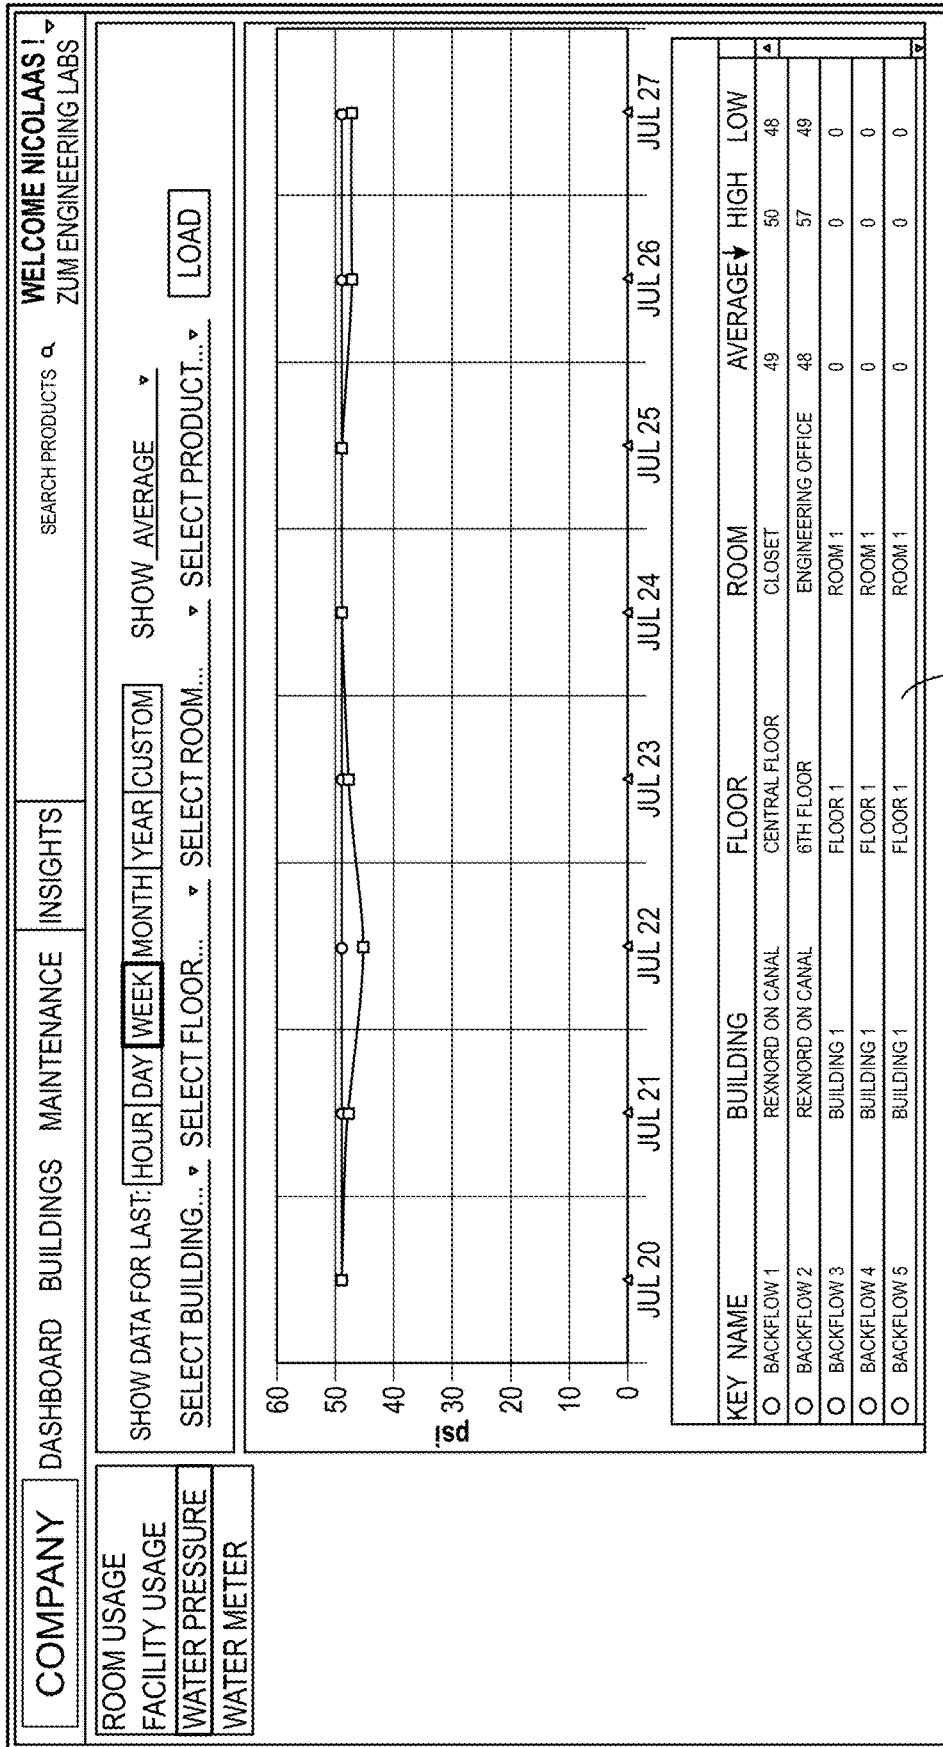 COMPANY DASHBOARD BUILDINGS MAINTENANCE INSIGHTS SEARCH PRODUCTS WELCOME NICOLAAS !
ZUM ENGINEERING LABS
ROOM USAGE
FACILITY USAGE
WATER PRESSURE
WATER METER
SHOW DATA FOR LAST: HOUR DAY WEEK MONTH YEAR CUSTOM SHOW AVERAGE
SELECT BUILDING... SELECT FLOOR... SELECT ROOM... SELECT PRODUCT... LOAD
60
50
40
30
20
10
0
psi
JUL 20 JUL 21 JUL 22 JUL 23 JUL 24 JUL 25 JUL 26 JUL 27
KEY NAME BUILDING FLOOR ROOM AVERAGE HIGH LOW
BACKFLOW 1 REXNORD ON CANAL CENTRAL FLOOR CLOSET 49 50 48
BACKFLOW 2 REXNORD ON CANAL 6TH FLOOR ENGINEERING OFFICE 48 57 49
BACKFLOW 3 BUILDING 1 FLOOR 1 ROOM 1 0 0 0
BACKFLOW 4 BUILDING 1 FLOOR 1 ROOM 1 0 0 0
BACKFLOW 5 BUILDING 1 FLOOR 1 ROOM 1 0 0 0